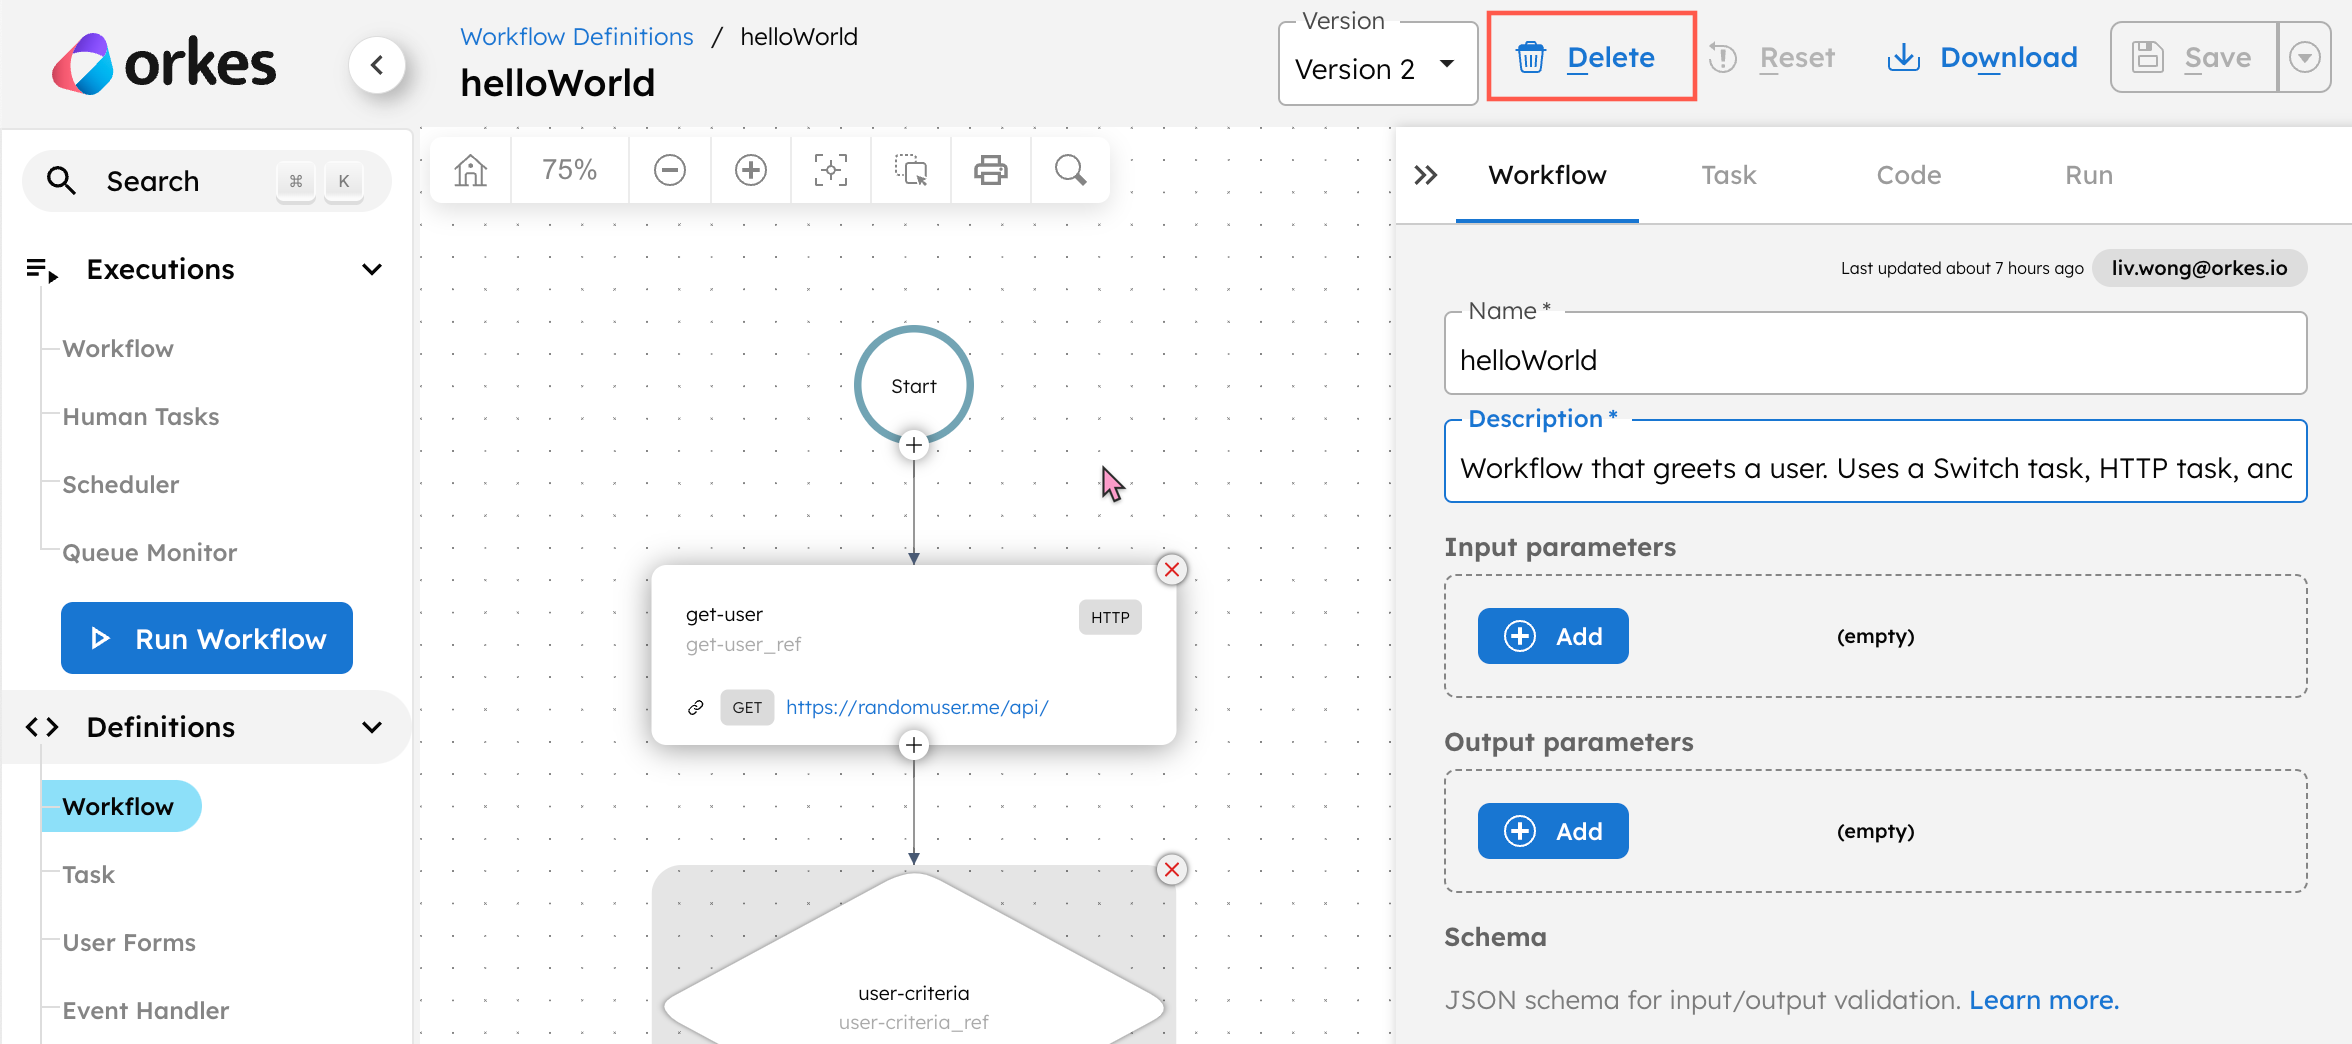 orkes
Workflow Definitions / helloWorld
helloWorld
Version
Version 2
Delete
Reset
Download
Save
Search
⌘ K
Executions
Workflow
Human Tasks
Scheduler
Queue Monitor
Run Workflow
Definitions
Workflow
Task
User Forms
Event Handler
75%
Start
get-user
HTTP
get-user_ref
GET https://randomuser.me/api/
user-criteria
user-criteria_ref
Workflow Task Code Run
Last updated about 7 hours ago liv.wong@orkes.io
Name *
helloWorld
Description *
Workflow that greets a user. Uses a Switch task, HTTP task, and
Input parameters
Add (empty)
Output parameters
Add (empty)
Schema
JSON schema for input/output validation. Learn more.